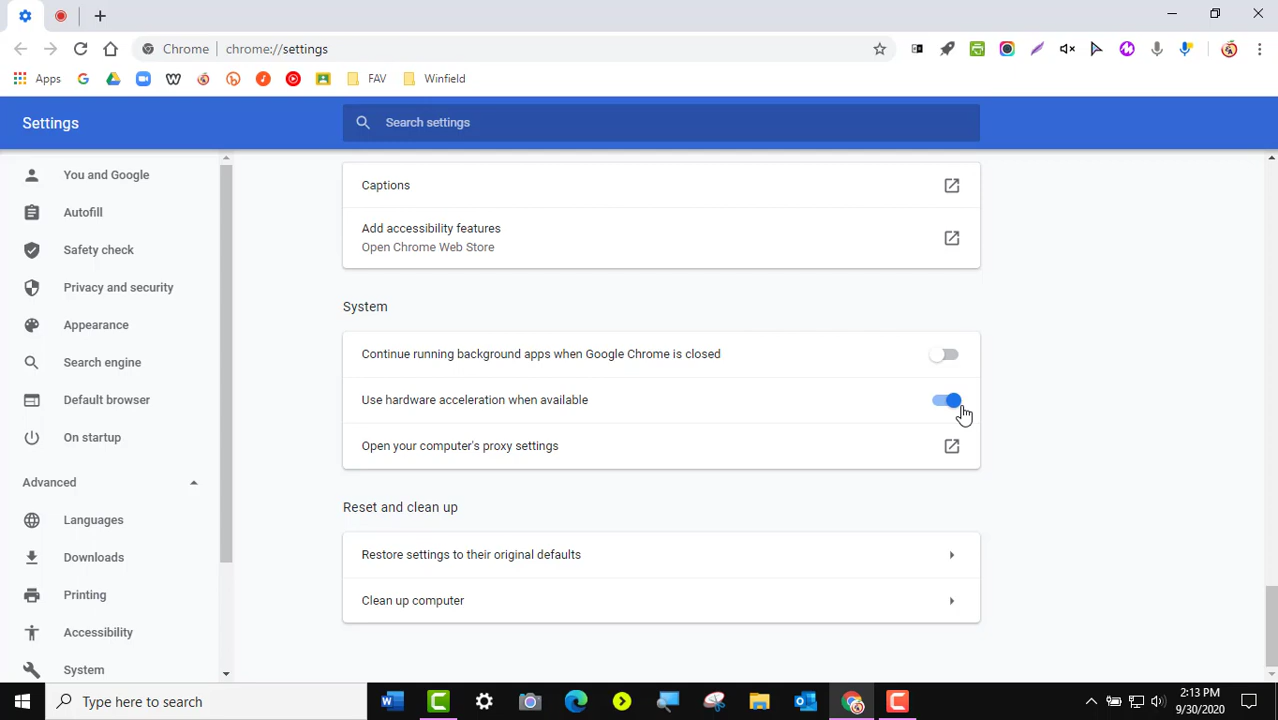 Chrome
chrome://settings
Apps
FAV
Winfield
Settings
Search settings
You and Google
Autofill
Safety check
Privacy and security
Appearance
Search engine
Default browser
On startup
Advanced
Languages
Downloads
Printing
Accessibility
System
Captions
Add accessibility features
Open Chrome Web Store
System
Continue running background apps when Google Chrome is closed
Use hardware acceleration when available
Open your computer's proxy settings
Reset and clean up
Restore settings to their original defaults
Clean up computer
Type here to search
2:13 PM
9/30/2020